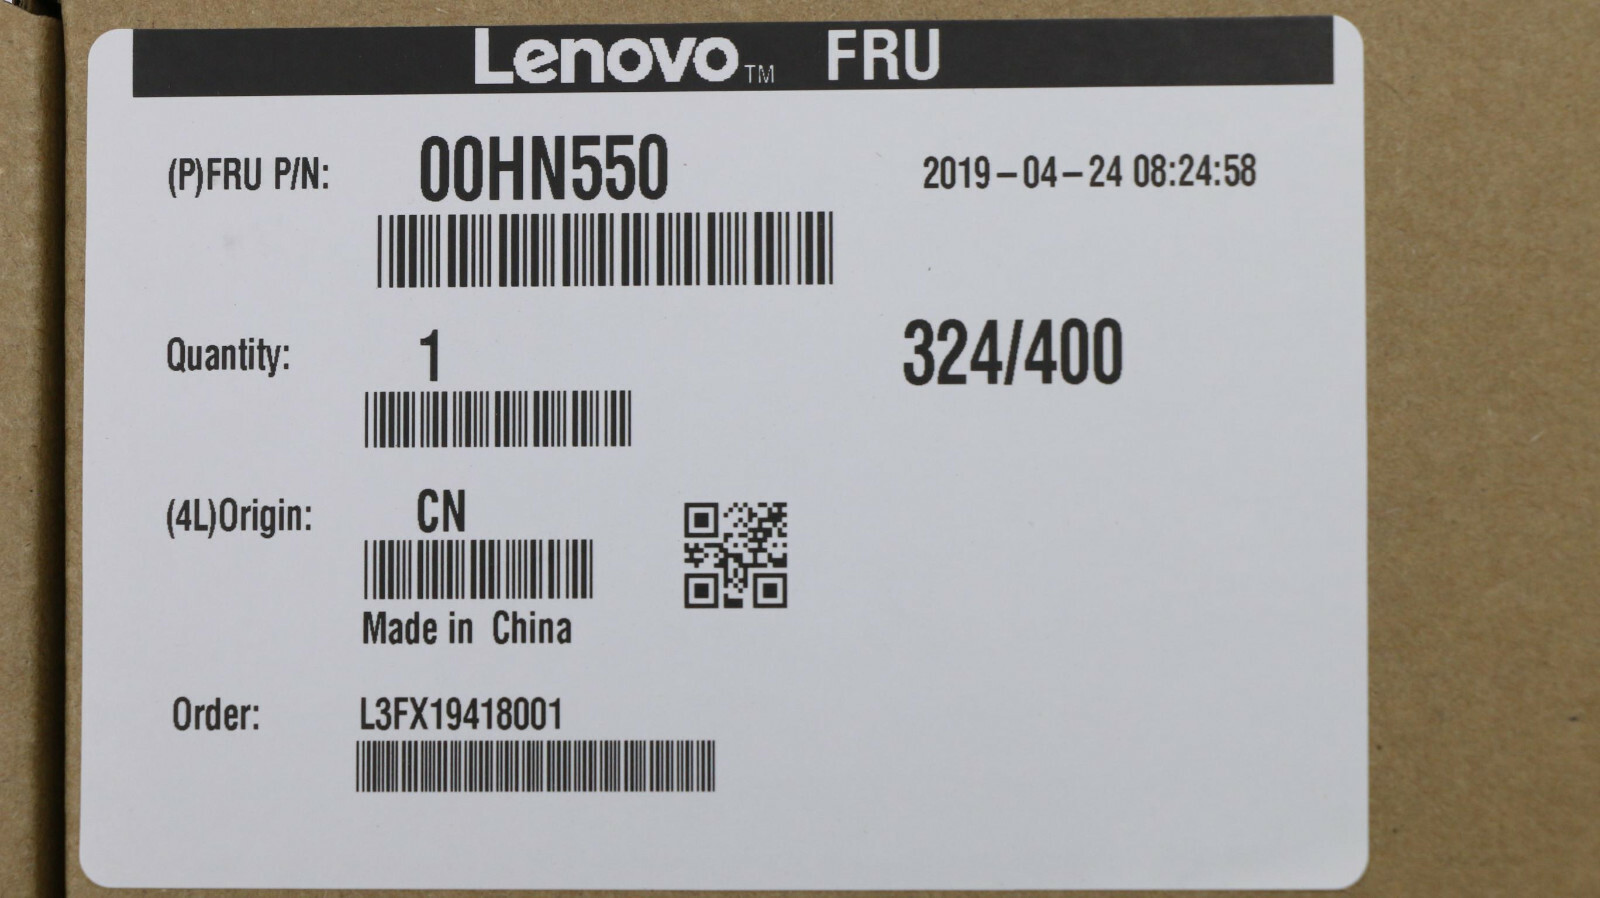 Lenovo™ FRU
(P)FRU P/N: 00HN550 2019-04-24 08:24:58
Quantity: 1 324/400
(4L)Origin: CN
Made in China
Order: L3FX19418001